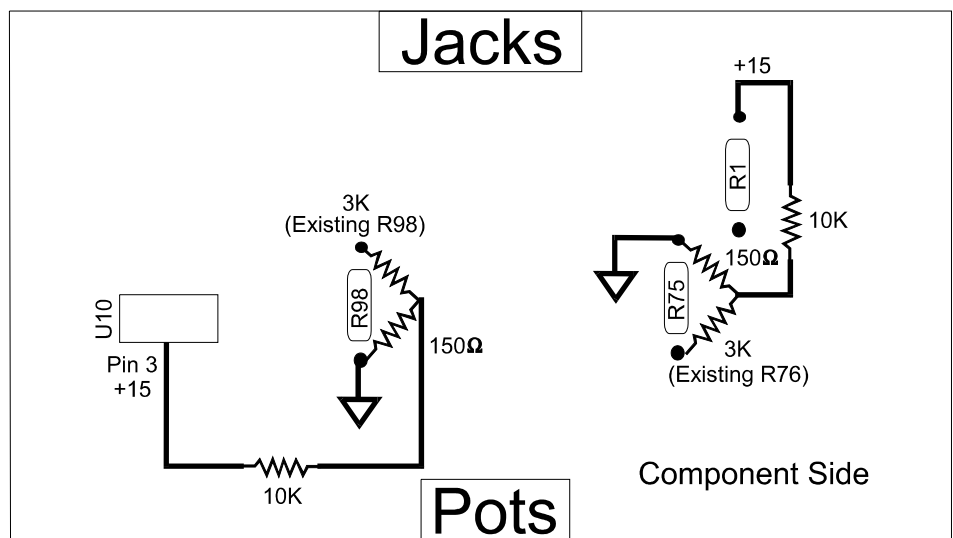 Jacks
+15
R1
10K
3K
(Existing R98)
R98
150Ω
U10
Pin 3
+15
10K
150Ω
R75
3K
(Existing R76)
Component Side
Pots